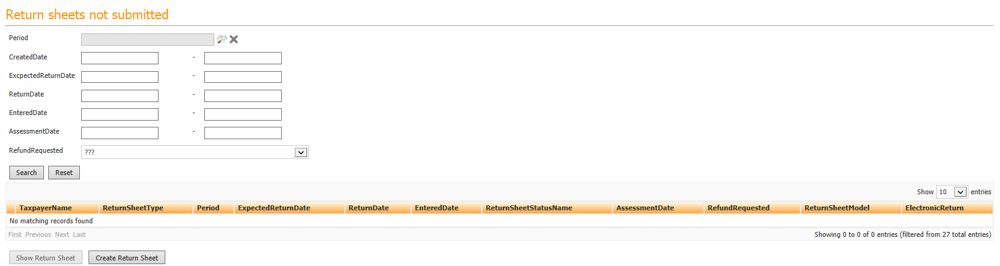 Return sheets not submitted
Period
CreatedDate -
ExcpectedReturnDate -
ReturnDate -
EnteredDate -
AssessmentDate -
RefundRequested ???
Search Reset
Show 10 entries
TaxpayerName ReturnSheetType Period ExpectedReturnDate ReturnDate EnteredDate ReturnSheetStatusName AssessmentDate RefundRequested ReturnSheetModel ElectronicReturn
No matching records found
First Previous Next Last Showing 0 to 0 of 0 entries (filtered from 27 total entries)
Show Return Sheet Create Return Sheet